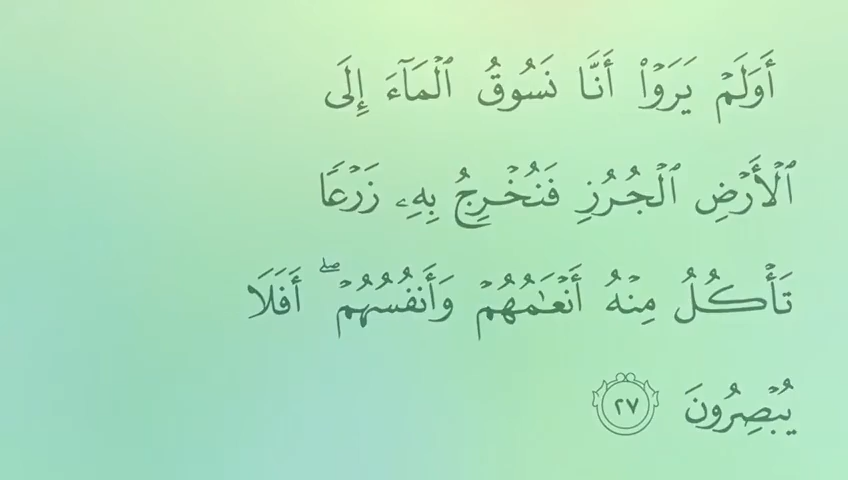 أَوَلَمْ يَرَوْا۟ أَنَّا نَسُوقُ ٱلْمَآءَ إِلَى
ٱلْأَرْضِ ٱلْجُرُزِ فَنُخْرِجُ بِهِۦ زَرْعًا
تَأْكُلُ مِنْهُ أَنْعَـٰمُهُمْ وَأَنفُسُهُمْ ۖ أَفَلَا
يُبْصِرُونَ ٢٧